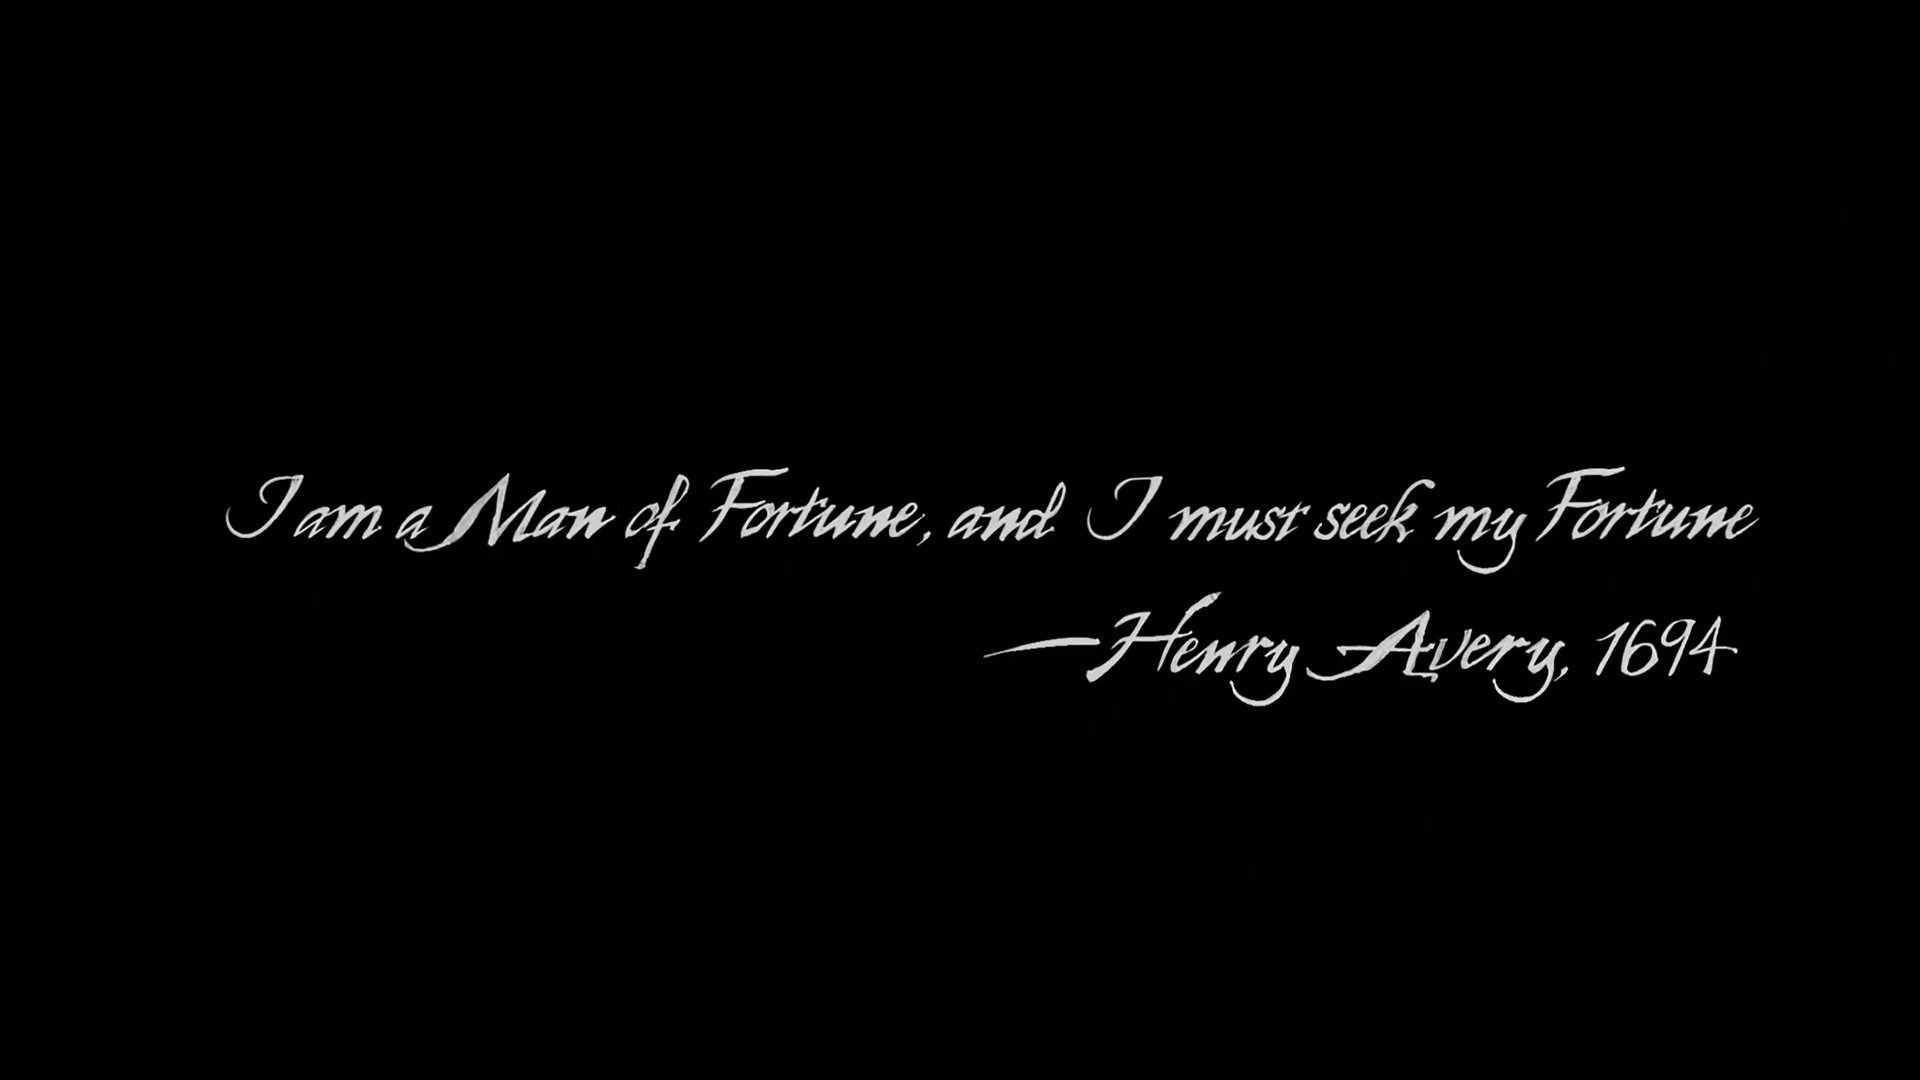 I am a Man of Fortune, and I must seek my Fortune
—Henry Avery, 1694